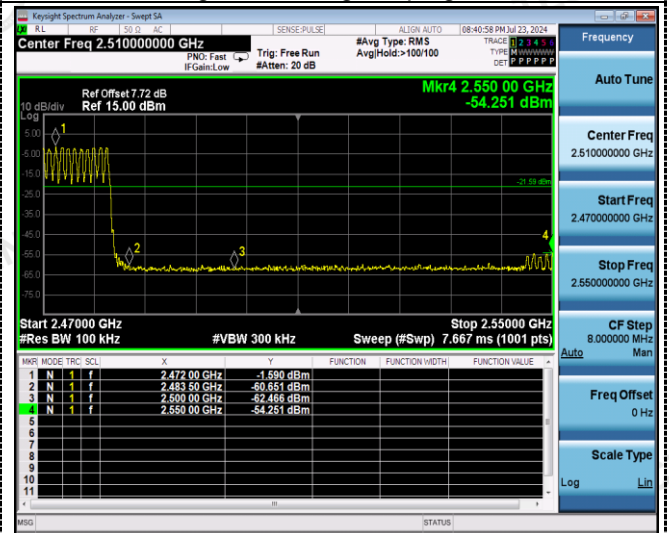 Keysight Spectrum Analyzer - Swept SA
RL RF 50 Ω AC SENSE:PULSE ALIGN AUTO 08:40:58 PM Jul 23, 2024
Center Freq 2.510000000 GHz
PNO: Fast
IFGain:Low
Trig: Free Run
#Atten: 20 dB
#Avg Type: RMS
Avg|Hold:>100/100
TRACE 1 2 3 4 5 6
TYPE M WWWWW
DET P P P P P P
Ref Offset 7.72 dB
10 dB/div Ref 15.00 dBm
Log
Mkr4 2.550 00 GHz
-54.251 dBm
5.00
-5.00
-15.0
-25.0
-35.0
-45.0
-55.0
-65.0
-75.0
1
2
3
4
-21.59 dBm
Start 2.47000 GHz Stop 2.55000 GHz
#Res BW 100 kHz #VBW 300 kHz Sweep (#Swp) 7.667 ms (1001 pts)
MKR MODE TRC SCL X Y FUNCTION FUNCTION WIDTH FUNCTION VALUE
1 N 1 f 2.472 00 GHz -1.590 dBm
2 N 1 f 2.483 50 GHz -60.651 dBm
3 N 1 f 2.500 00 GHz -62.466 dBm
4 N 1 f 2.550 00 GHz -54.251 dBm
5
6
7
8
9
10
11
MSG STATUS
Frequency
Auto Tune
Center Freq
2.510000000 GHz
Start Freq
2.470000000 GHz
Stop Freq
2.550000000 GHz
CF Step
8.000000 MHz
Auto Man
Freq Offset
0 Hz
Scale Type
Log Lin